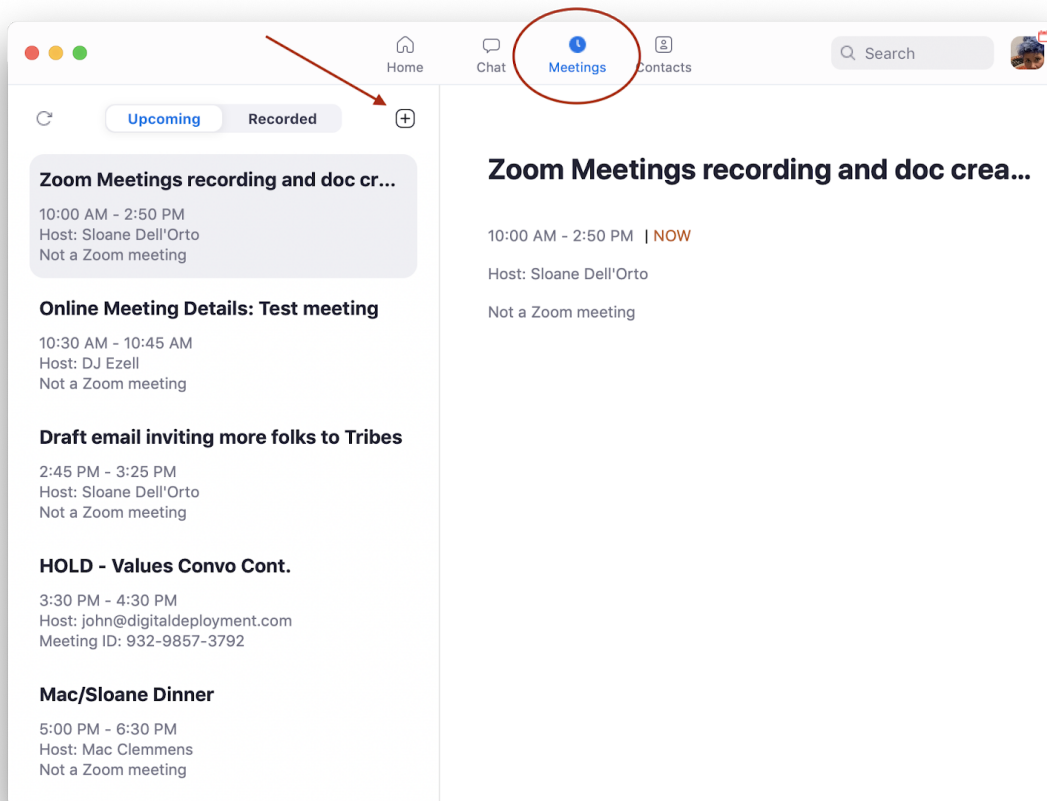 Home
Chat
Meetings
Contacts
Search
Upcoming
Recorded
Zoom Meetings recording and doc cr...
10:00 AM - 2:50 PM
Host: Sloane Dell'Orto
Not a Zoom meeting
Online Meeting Details: Test meeting
10:30 AM - 10:45 AM
Host: DJ Ezell
Not a Zoom meeting
Draft email inviting more folks to Tribes
2:45 PM - 3:25 PM
Host: Sloane Dell'Orto
Not a Zoom meeting
HOLD - Values Convo Cont.
3:30 PM - 4:30 PM
Host: john@digitaldeployment.com
Meeting ID: 932-9857-3792
Mac/Sloane Dinner
5:00 PM - 6:30 PM
Host: Mac Clemmens
Not a Zoom meeting
Zoom Meetings recording and doc crea...
10:00 AM - 2:50 PM | NOW
Host: Sloane Dell'Orto
Not a Zoom meeting